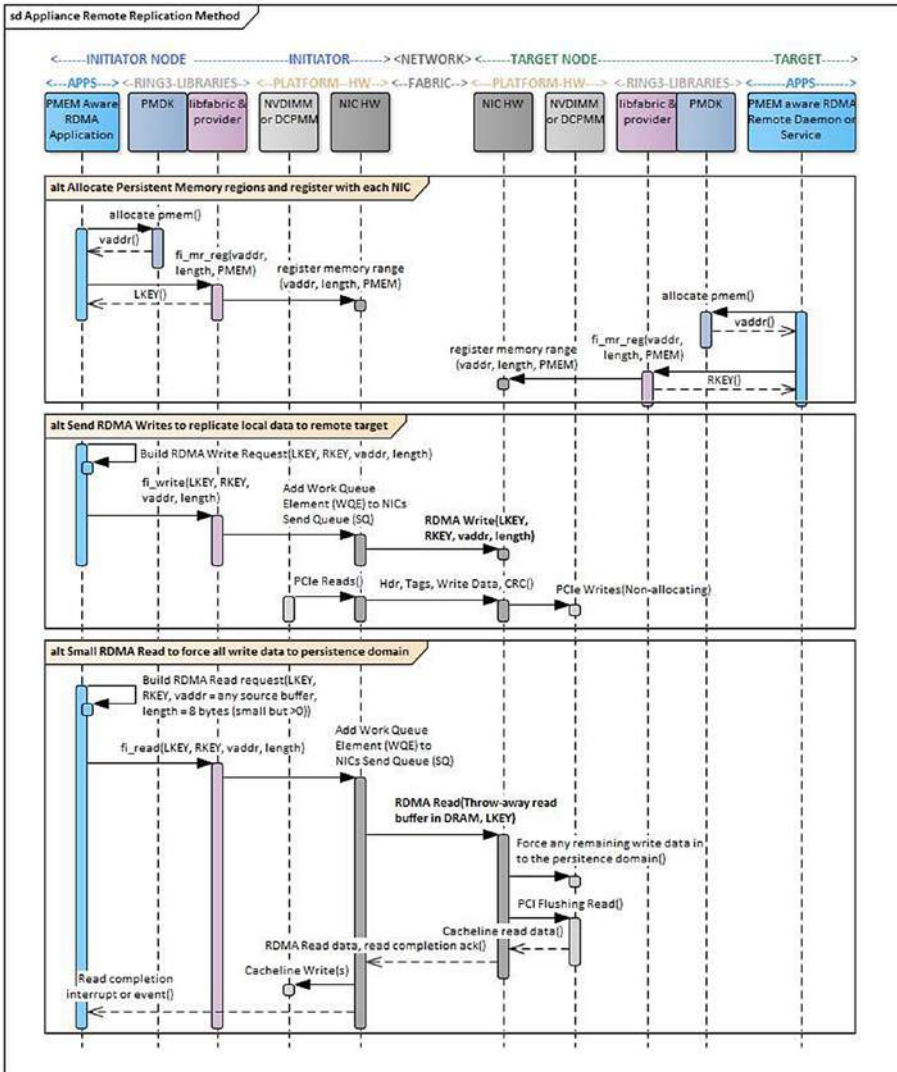 sd Appliance Remote Replication Method
<------INITIATOR NODE ------------------INITIATOR------><NETWORK><------TARGET NODE --------------------------TARGET------>
<---APPS---><-RING3-LIBRARIES-><-PLATFORM--HW--><--FABRIC--><-PLATFORM-HW-><-RING3-LIBRARIES-><----APPS---->
PMEM Aware RDMA Application
PMDK
libfabric & provider
NVDIMM or DCPMM
NIC HW
NIC HW
NVDIMM or DCPMM
libfabric & provider
PMDK
PMEM aware RDMA Remote Daemon or Service
alt Allocate Persistent Memory regions and register with each NIC
allocate pmem()
vaddr()
fi_mr_reg(vaddr,
length, PMEM)
register memory range
(vaddr, length, PMEM)
LKEY()
allocate pmem()
vaddr()
fi_mr_reg(vaddr,
length, PMEM)
register memory range
(vaddr, length, PMEM)
RKEY()
alt Send RDMA Writes to replicate local data to remote target
Build RDMA Write Request(LKEY, RKEY, vaddr, length)
fi_write(LKEY, RKEY,
vaddr, length)
Add Work Queue
Element (WQE) to NICs
Send Queue (SQ)
RDMA Write(LKEY,
RKEY, vaddr, length)
PCIe Reads()
Hdr, Tags, Write Data, CRC()
PCIe Writes(Non-allocating)
alt Small RDMA Read to force all write data to persistence domain
Build RDMA Read request(LKEY,
RKEY, vaddr = any source buffer,
length = 8 bytes (small but >0))
fi_read(LKEY, RKEY, vaddr, length)
Add Work Queue
Element (WQE) to
NICs Send Queue (SQ)
RDMA Read(Throw-away read
buffer in DRAM, LKEY)
Force any remaining write data in
to the persitence domain()
PCI Flushing Read()
Cacheline read data()
RDMA Read data, read completion ack()
Cacheline Write(s)
Read completion
interrupt or event()